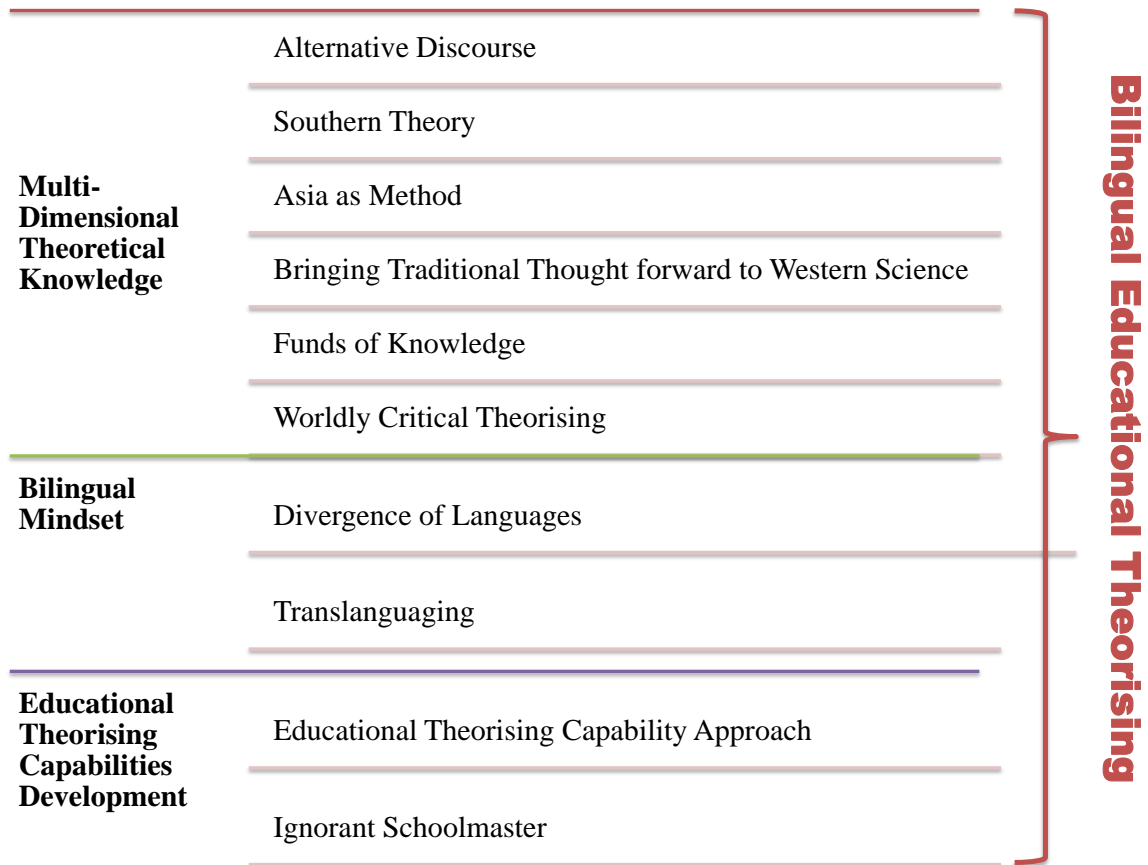 Alternative Discourse
Southern Theory
Multi-
Dimensional
Theoretical
Knowledge
Asia as Method
Bringing Traditional Thought forward to Western Science
Funds of Knowledge
Worldly Critical Theorising
Bilingual
Mindset
Divergence of Languages
Translanguaging
Educational
Theorising
Capabilities
Development
Educational Theorising Capability Approach
Ignorant Schoolmaster
Bilingual Educational Theorising